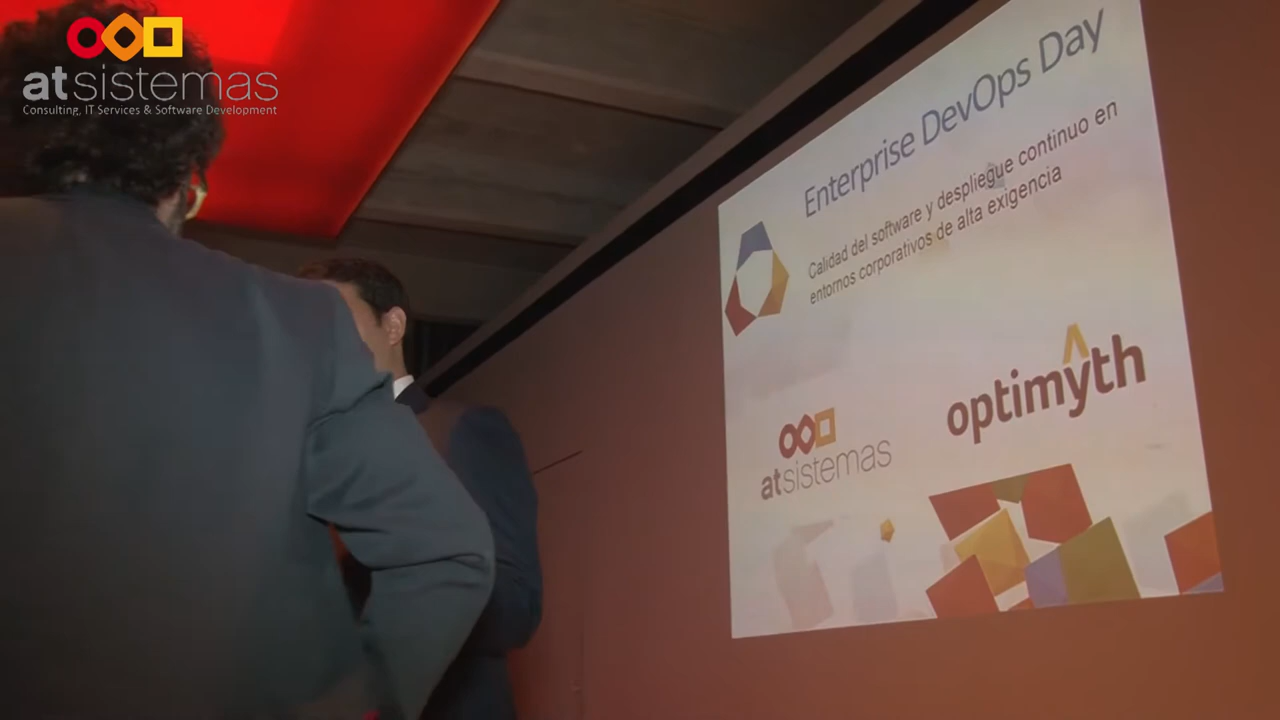 atsistemas
Consulting, IT Services & Software Development
Enterprise DevOps Day
Calidad del software y despliegue continuo en
entornos corporativos de alta exigencia
optimyth
atsistemas